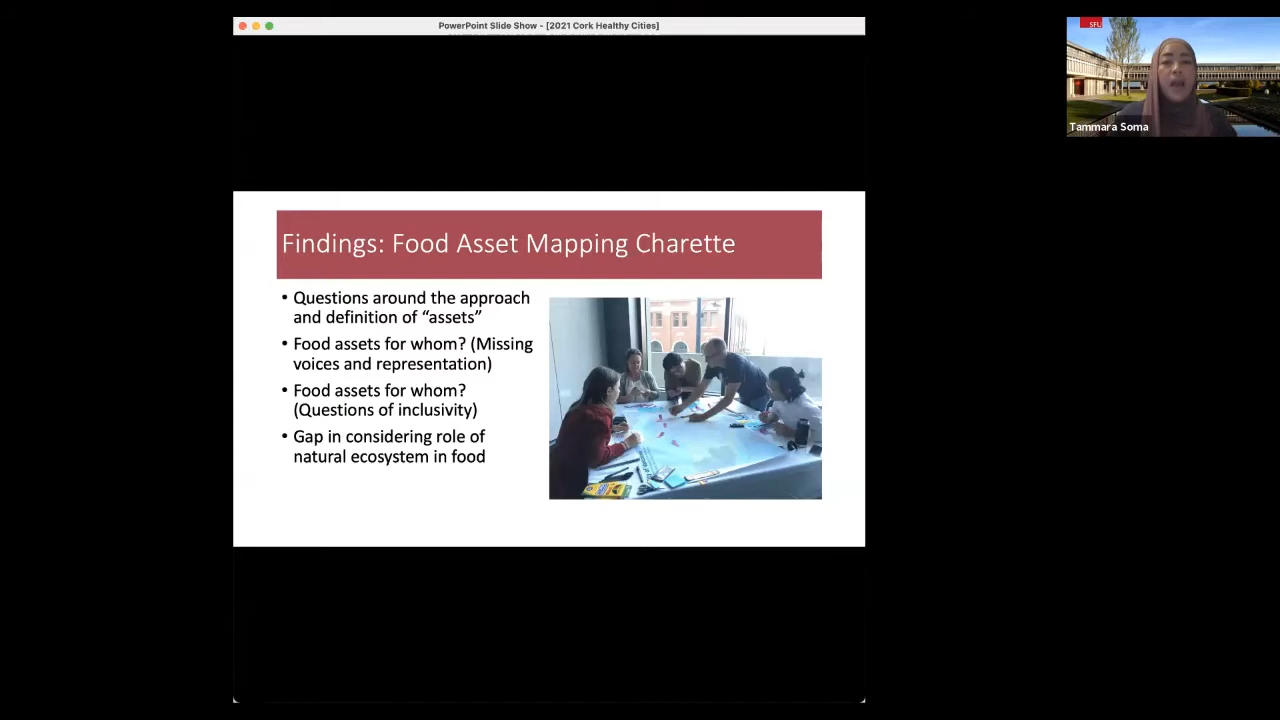 PowerPoint Slide Show - [2021 Cork Healthy Cities]
SFU
Tammara Soma
Findings: Food Asset Mapping Charette
• Questions around the approach
and definition of “assets”
• Food assets for whom? (Missing
voices and representation)
• Food assets for whom?
(Questions of inclusivity)
• Gap in considering role of
natural ecosystem in food